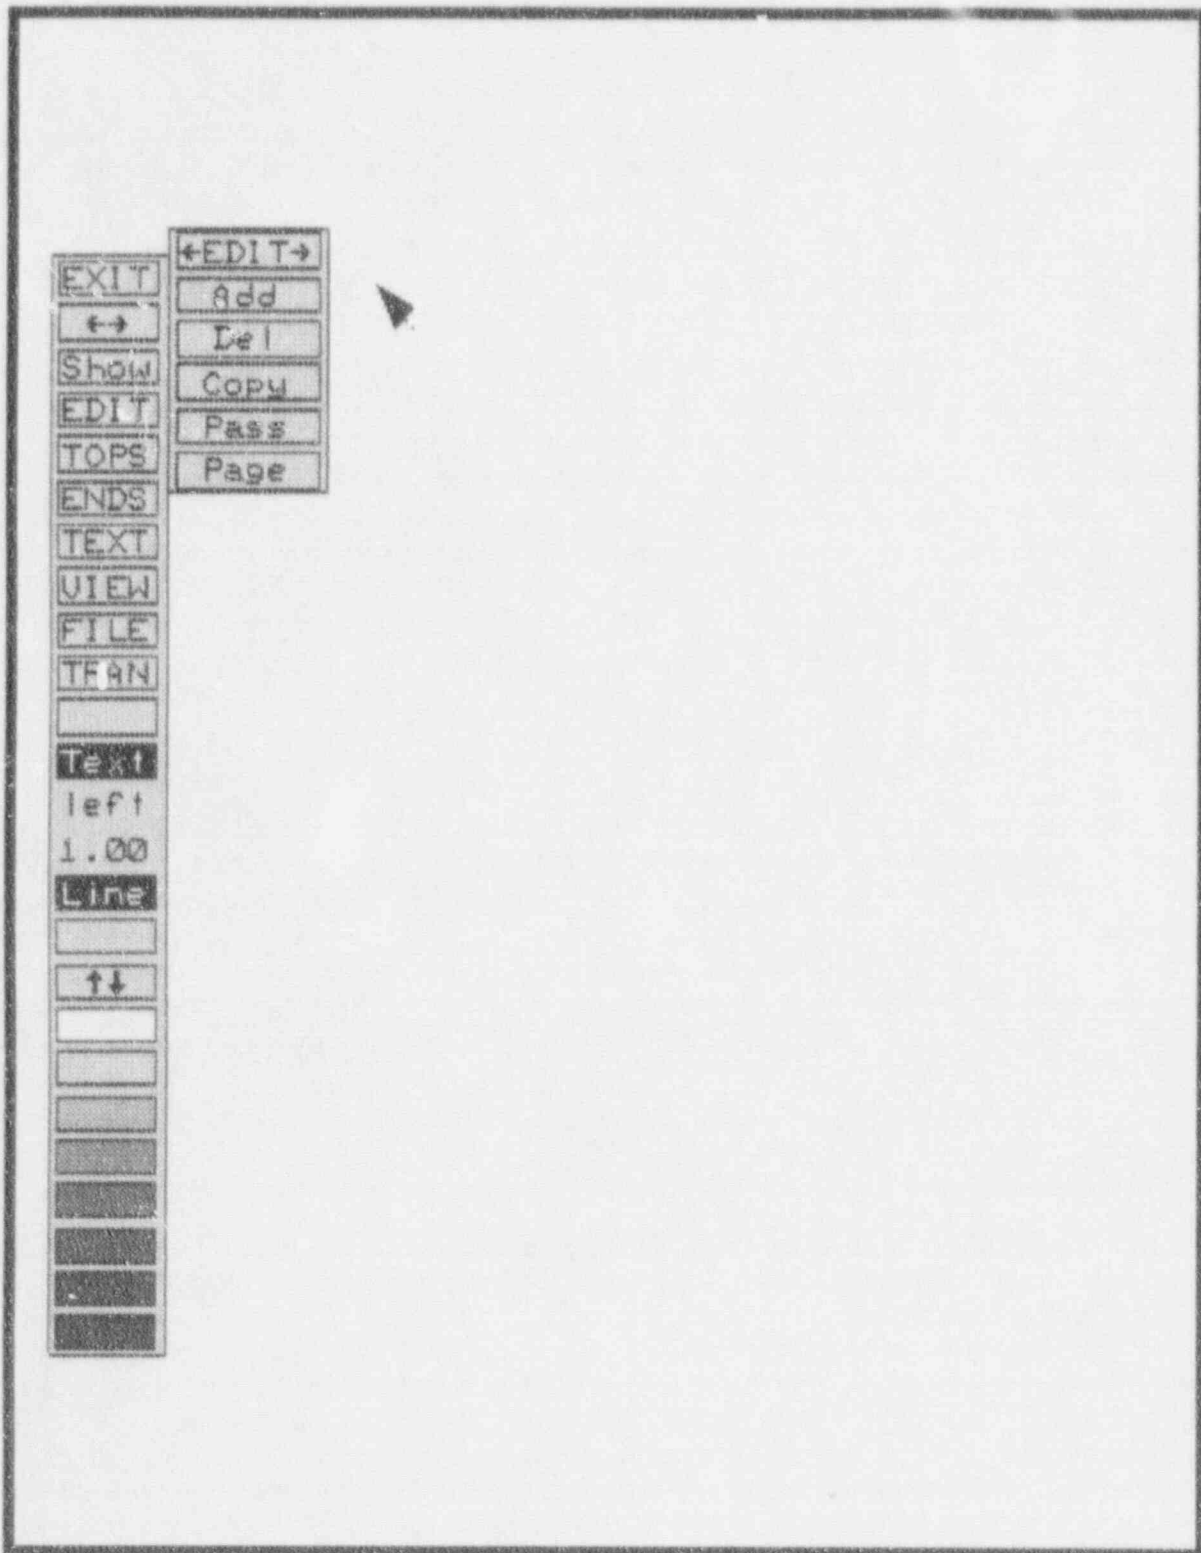 ←EDIT→
Add
Del
Copy
Pass
Page
EXIT
←→
Show
EDIT
TOPS
ENDS
TEXT
VIEW
FILE
TRAN
Text
left
1.00
Line
↑↓